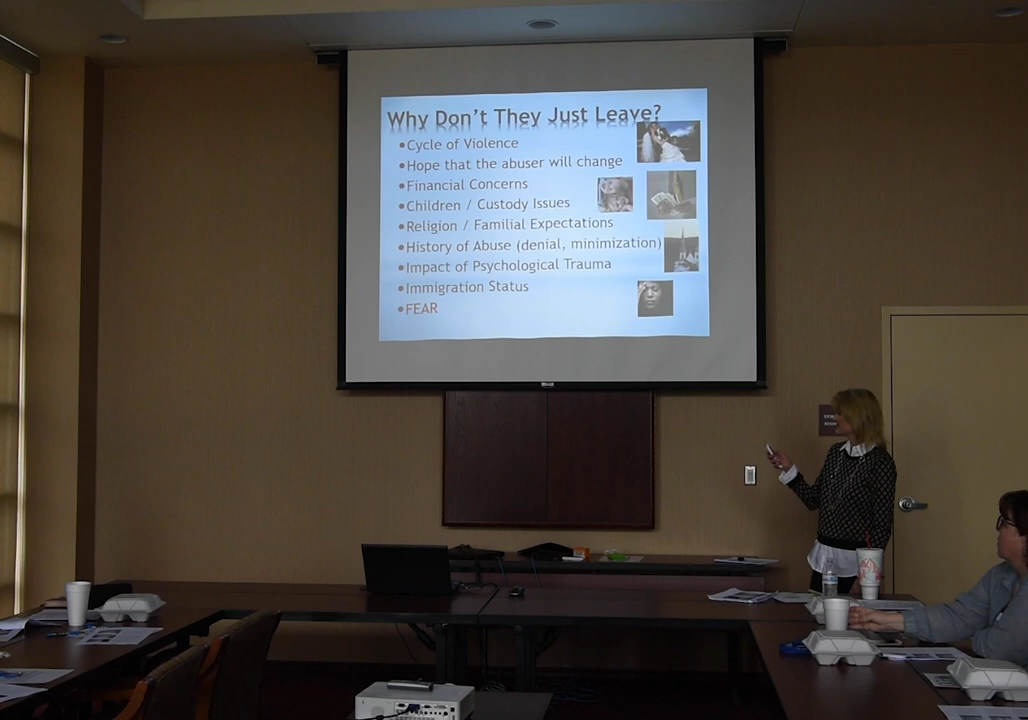 Why Don't They Just Leave?
•Cycle of Violence
•Hope that the abuser will change
•Financial Concerns
•Children / Custody Issues
•Religion / Familial Expectations
•History of Abuse (denial, minimization)
•Impact of Psychological Trauma
•Immigration Status
•FEAR